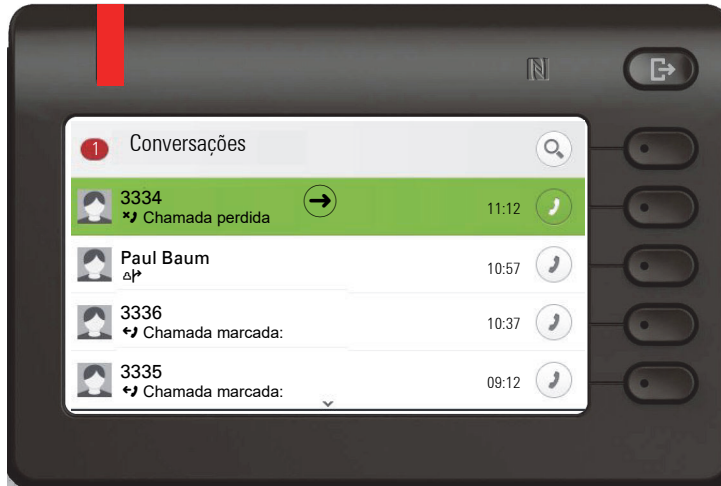 1 Conversações
3334
Chamada perdida
11:12
Paul Baum
10:57
3336
Chamada marcada:
10:37
3335
Chamada marcada:
09:12